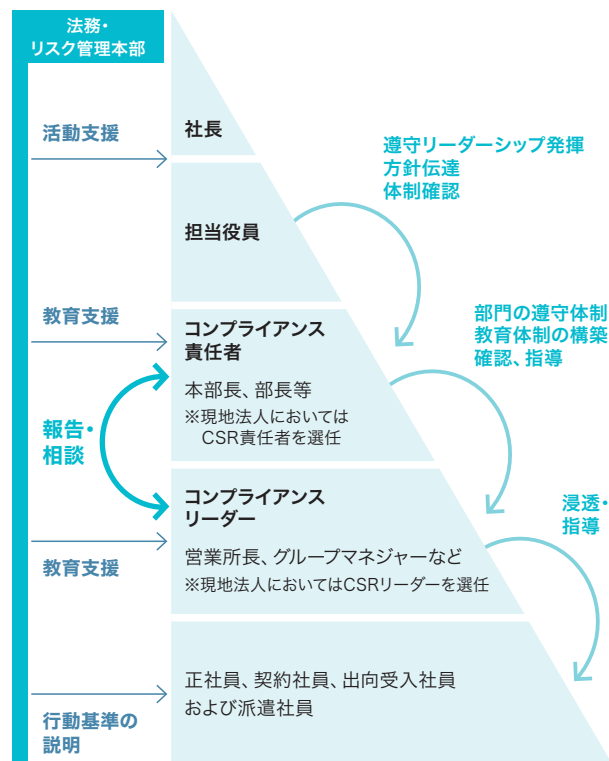 法務・
リスク管理本部
活動支援
社長
遵守リーダーシップ発揮
方針伝達
体制確認
担当役員
教育支援
コンプライアンス
責任者
本部長、部長等
※現地法人においては
CSR責任者を選任
部門の遵守体制
教育体制の構築
確認、指導
報告・
相談
コンプライアンス
リーダー
営業所長、グループマネジャーなど
※現地法人においてはCSRリーダーを選任
浸透・
指導
教育支援
正社員、契約社員、出向受入社員
および派遣社員
行動基準の
説明